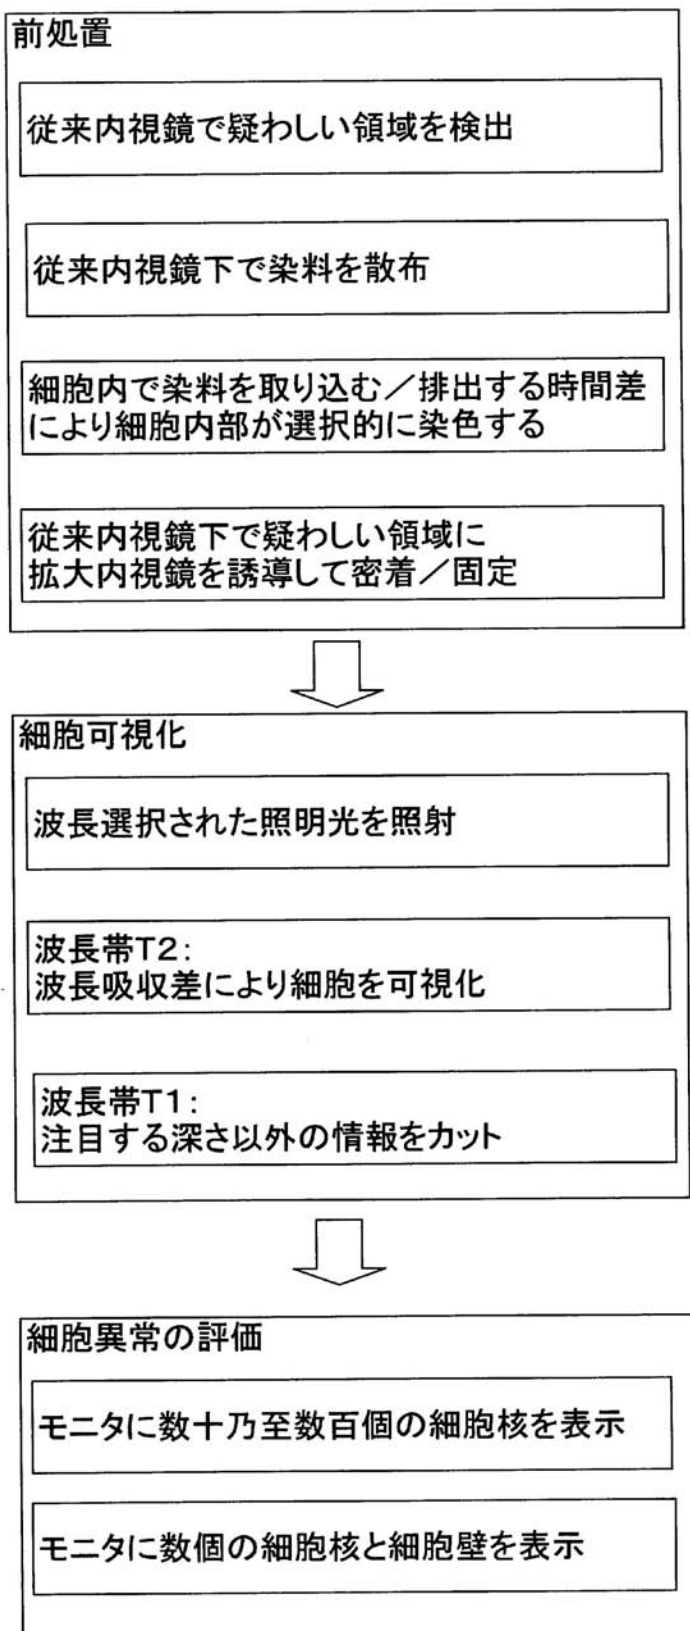 前処置
従来内視鏡で疑わしい領域を検出
従来内視鏡下で染料を散布
細胞内で染料を取り込む／排出する時間差
により細胞内部が選択的に染色する
従来内視鏡下で疑わしい領域に
拡大内視鏡を誘導して密着／固定
細胞可視化
波長選択された照明光を照射
波長帯T2:
波長吸収差により細胞を可視化
波長帯T1:
注目する深さ以外の情報をカット
細胞異常の評価
モニタに数十乃至数百個の細胞核を表示
モニタに数個の細胞核と細胞壁を表示